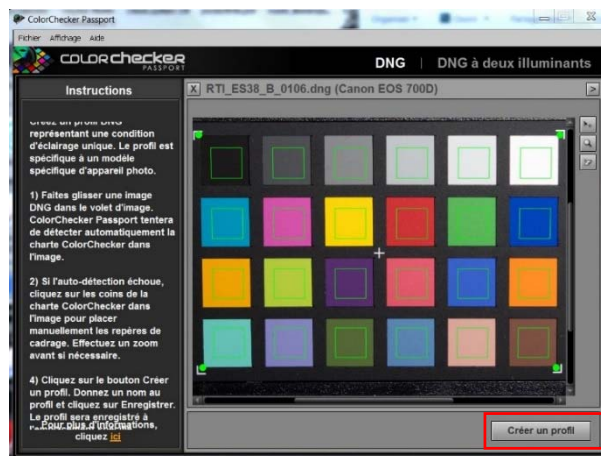 ColorChecker Passport
Fichier Affichage Aide
COLORCHECKER
PASSPORT
DNG | DNG à deux illuminants
Instructions
X RTI_ES38_B_0106.dng (Canon EOS 700D) >
Créez un profil DNG
représentant une condition
d'éclairage unique. Le profil est
spécifique à un modèle
spécifique d'appareil photo.
1) Faites glisser une image
DNG dans le volet d'image.
ColorChecker Passport tentera
de détecter automatiquement la
charte ColorChecker dans
l'image.
2) Si l'auto-détection échoue,
cliquez sur les coins de la
charte ColorChecker dans
l'image pour placer
manuellement les repères de
cadrage. Effectuez un zoom
avant si nécessaire.
4) Cliquez sur le bouton Créer
un profil. Donnez un nom au
profil et cliquez sur Enregistrer.
Le profil sera enregistré à
Pour plus d'informations,
cliquez ici
Créer un profil